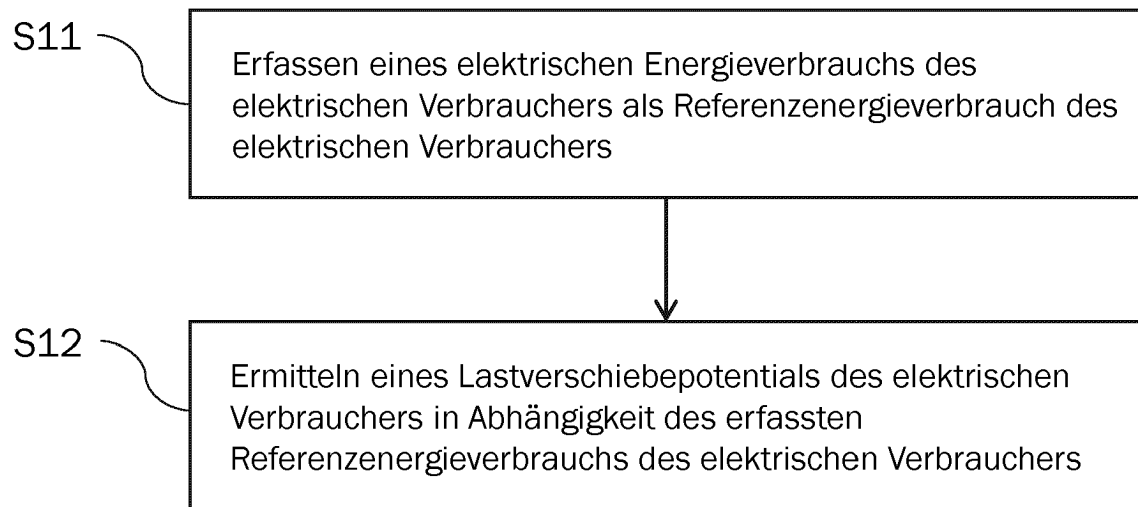 S11
Erfassen eines elektrischen Energieverbrauchs des
elektrischen Verbrauchers als Referenzenergieverbrauch des
elektrischen Verbrauchers
S12
Ermitteln eines Lastverschiebepotentials des elektrischen
Verbrauchers in Abhängigkeit des erfassten
Referenzenergieverbrauchs des elektrischen Verbrauchers